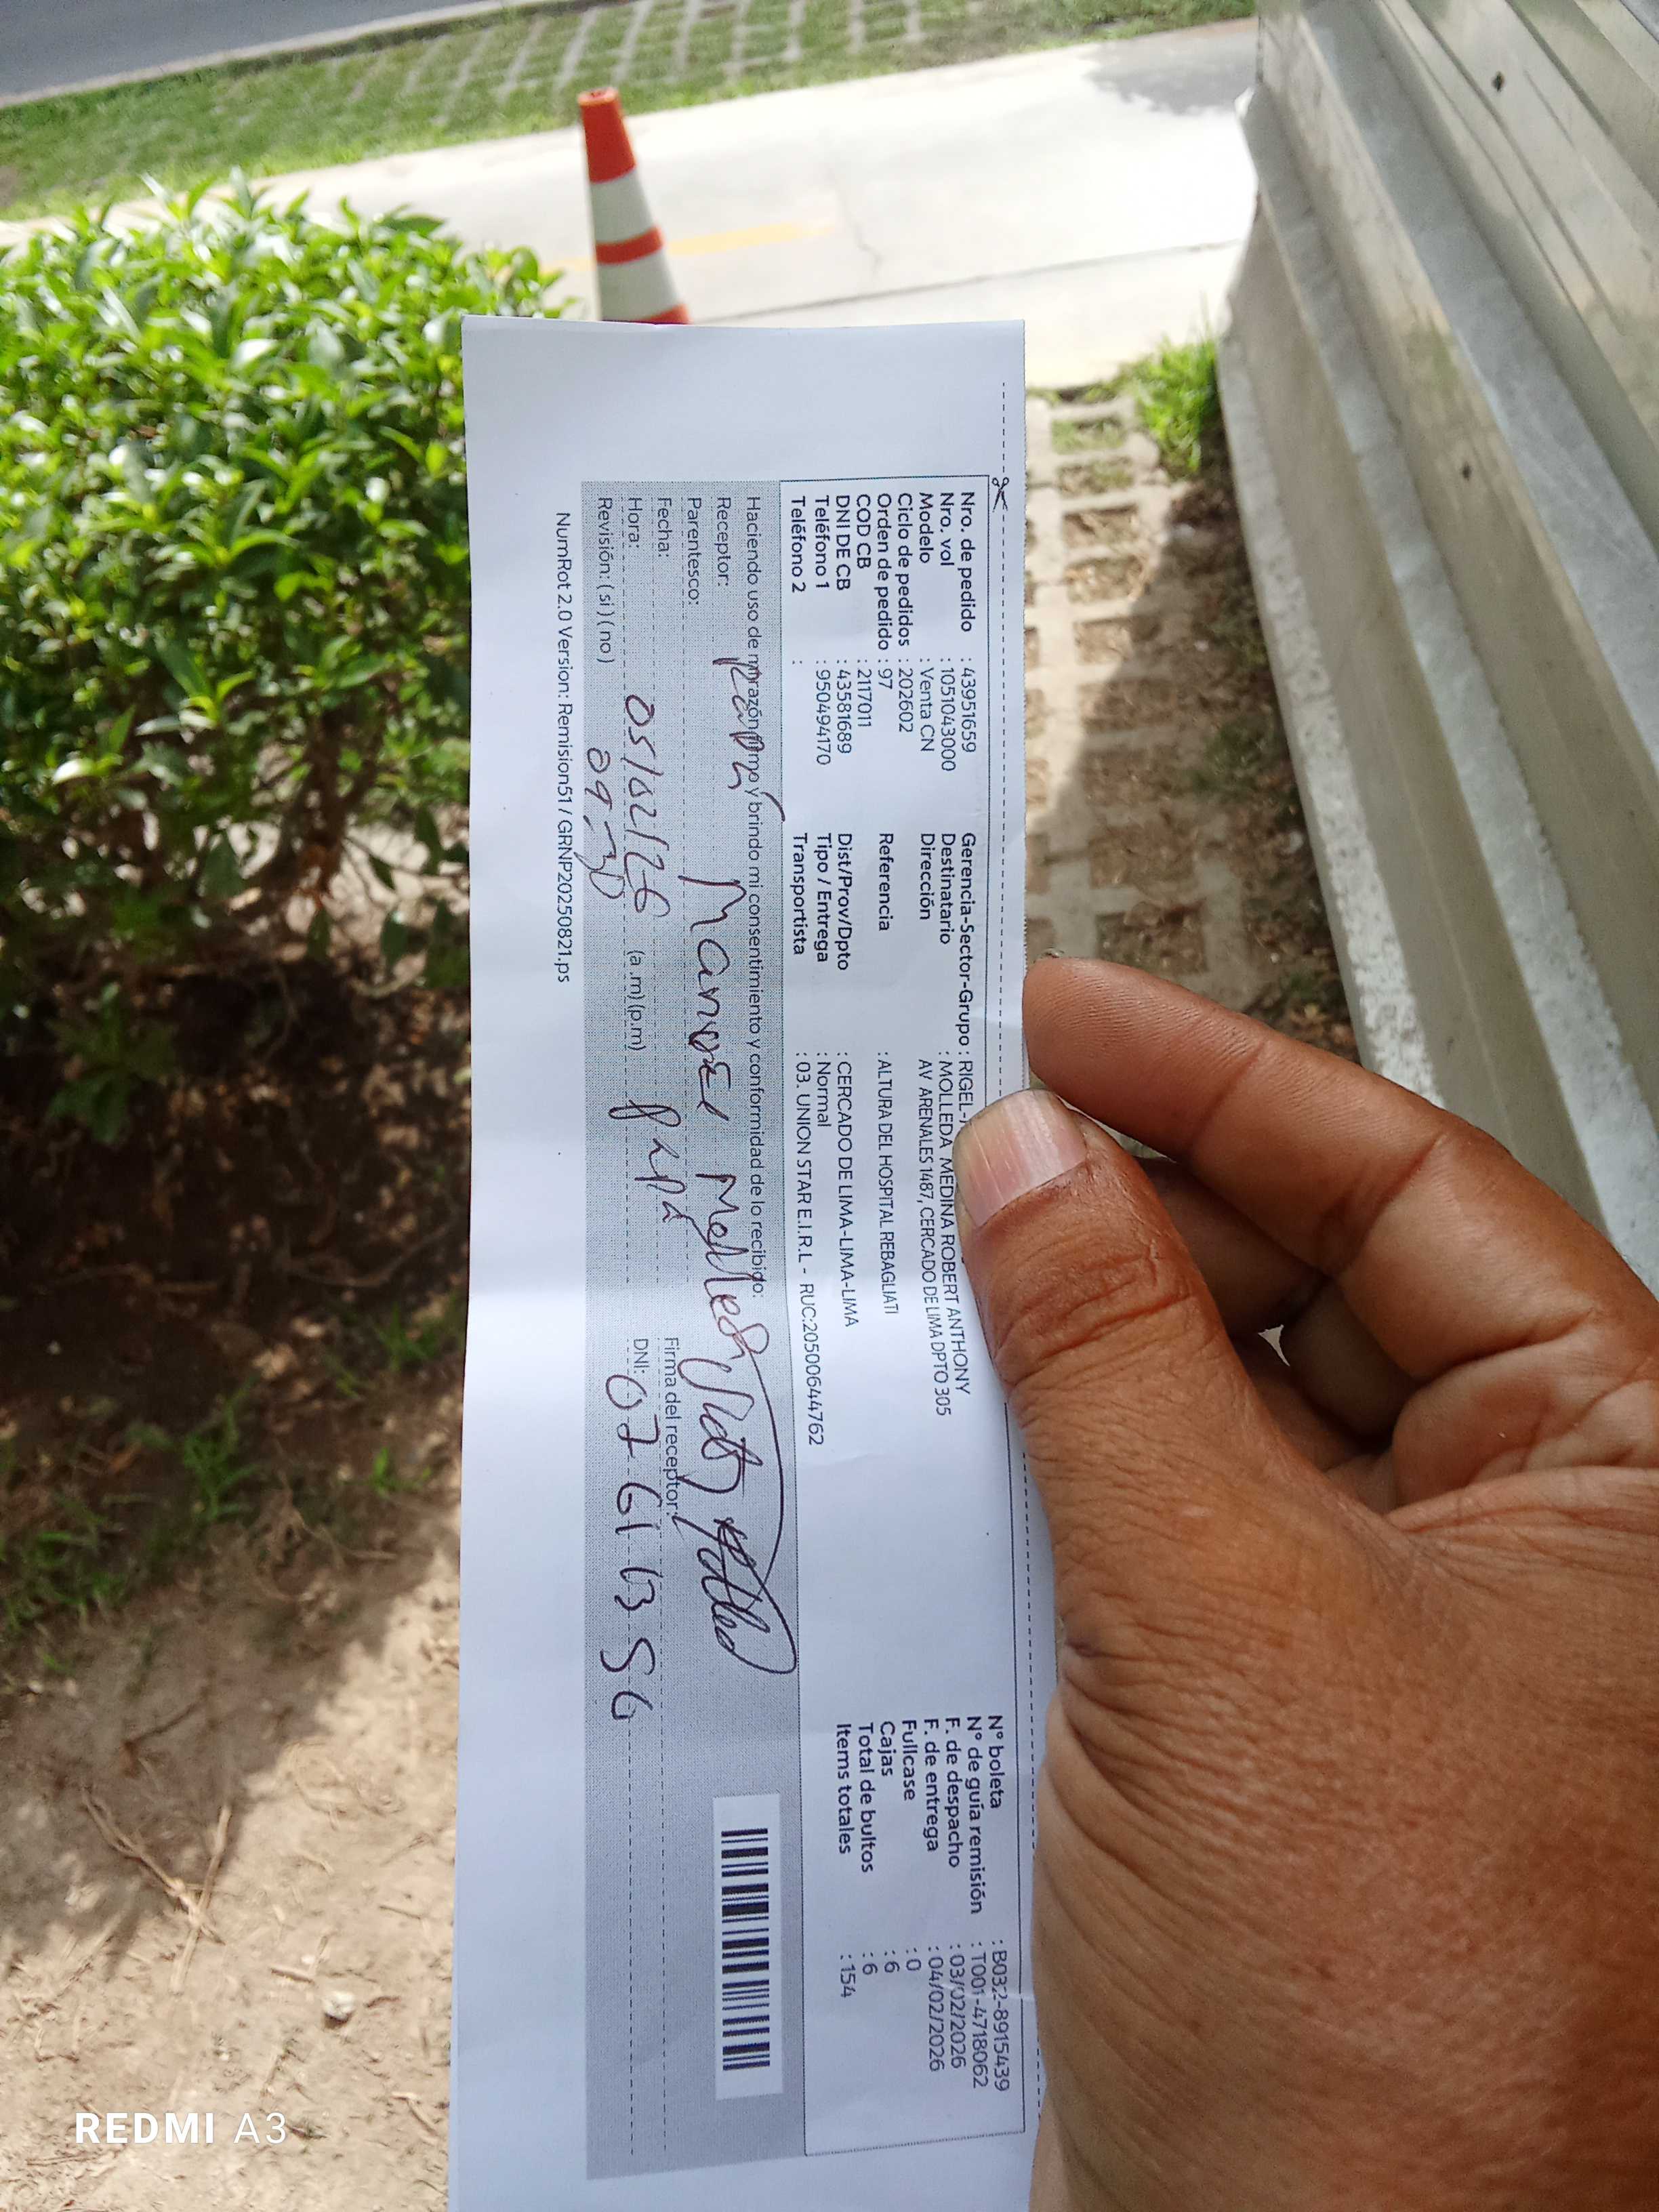 Nro. de pedido : 43951659
Nro. vol : 1051043000
Modelo : Venta CN
Ciclo de pedidos : 202602
Orden de pedido : 97
COD CB : 2117011
DNI DE CB : 43581689
Teléfono 1 : 950494170
Teléfono 2 :
Gerencia-Sector-Grupo : RIGEL-
Destinatario : MOLLEDA MEDINA ROBERT ANTHONY
Dirección AV ARENALES 1487, CERCADO DE LIMA DPTO 305
Referencia : ALTURA DEL HOSPITAL REBAGLIATI
Dist/Prov/Dpto : CERCADO DE LIMA-LIMA-LIMA
Tipo / Entrega : Normal
Transportista : 03. UNION STAR E.I.R.L - RUC:20500644762
N° boleta : B032-8915439
N° de guía remisión : T001-4718062
F. de despacho : 03/02/2026
F. de entrega : 04/02/2026
Fullcase : 0
Cajas : 6
Total de bultos : 6
Items totales : 154
Haciendo uso de mi razón firmo y brindo mi consentimiento y conformidad de lo recibido:
Receptor: Manuel
Parentesco: papá
Fecha: 05/02/26
Hora: 09:30 (a.m) (p.m)
Revisión: ( si ) ( no )
Firma del receptor:
DNI: 07611356
NumRot 2.0 Version: Remision51 / GRNP20250821.ps
REDMI A3